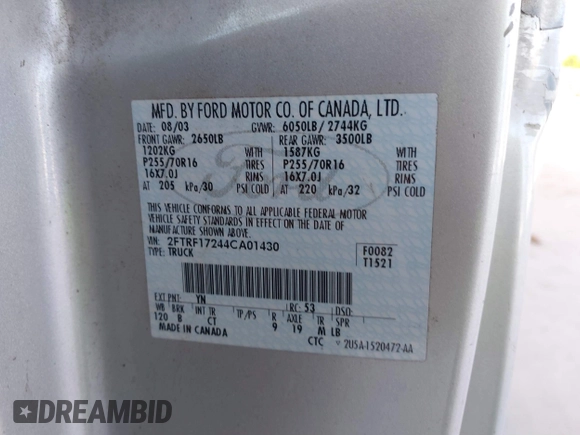 MFD. BY FORD MOTOR CO. OF CANADA, LTD.
DATE: 08/03 GVWR: 6050LB/ 2744KG
FRONT GAWR: 2650LB REAR GAWR: 3500LB
1202KG WITH 1587KG WITH
P255/70R16 TIRES P255/70R16 TIRES
16X7.0J RIMS 16X7.0J RIMS
AT 205 kPa/30 PSI COLD AT 220 kPa/32 PSI COLD
THIS VEHICLE CONFORMS TO ALL APPLICABLE FEDERAL MOTOR
VEHICLE SAFETY STANDARDS IN EFFECT ON THE DATE OF
MANUFACTURE SHOWN ABOVE.
VIN: 2FTRF17244CA01430 F0082
TYPE: TRUCK T1521
EXT PNT: YN RC: 53 DSO:
WB BRK INT TR TP/PS R AXLE TR SPR
120 B CT 9 19 M LB
MADE IN CANADA CTC 2U5A-1520472-AA
Ford
DREAMBID